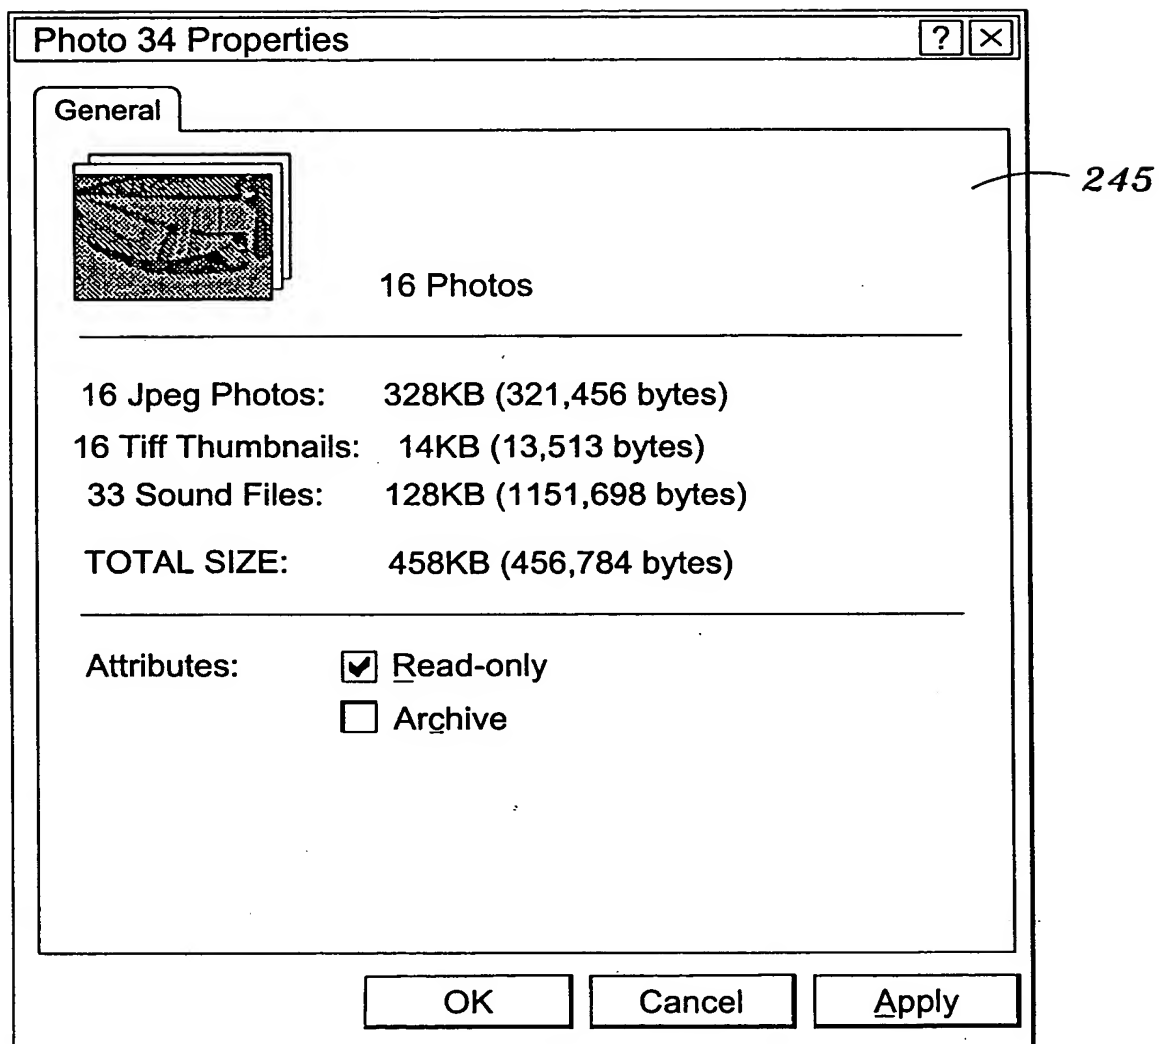 Photo 34 Properties ? ×
General
245
16 Photos
16 Jpeg Photos: 328KB (321,456 bytes)
16 Tiff Thumbnails: 14KB (13,513 bytes)
33 Sound Files: 128KB (1151,698 bytes)
TOTAL SIZE: 458KB (456,784 bytes)
Attributes: Read-only
Archive
OK Cancel Apply